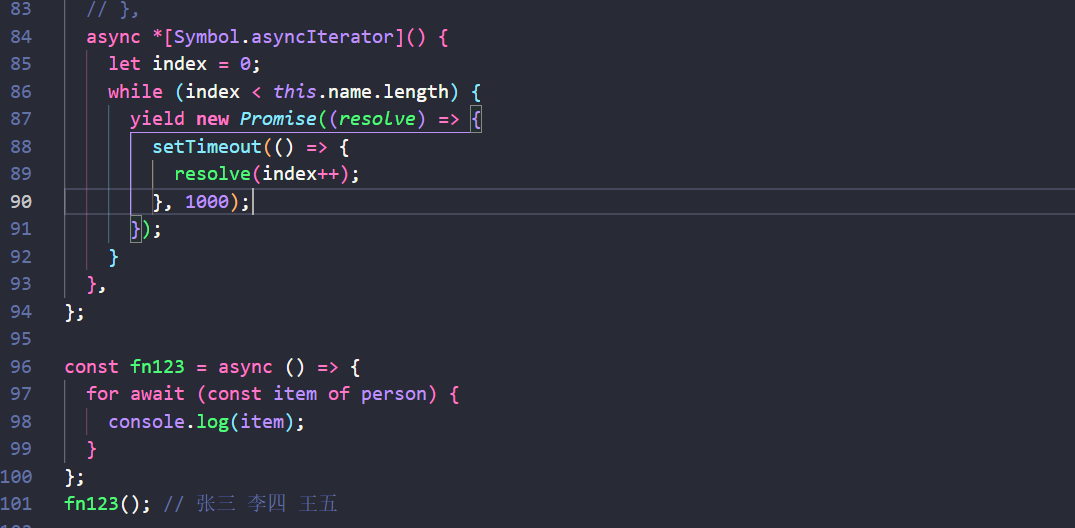 83 // },
84 async *[Symbol.asyncIterator]() {
85 let index = 0;
86 while (index < this.name.length) {
87 yield new Promise((resolve) => {
88 setTimeout(() => {
89 resolve(index++);
90 }, 1000);
91 });
92 }
93 },
94 };
95
96 const fn123 = async () => {
97 for await (const item of person) {
98 console.log(item);
99 }
100 };
101 fn123(); // 张三 李四 王五